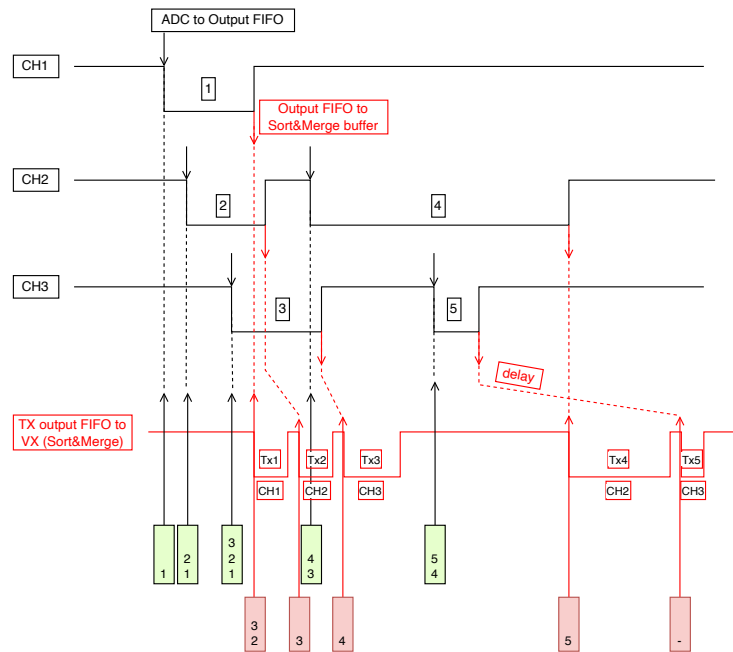 ADC to Output FIFO
CH1
1
Output FIFO to
Sort&Merge buffer
CH2
2
4
CH3
3
5
delay
TX output FIFO to
VX (Sort&Merge)
Tx1
Tx2
Tx3
Tx4
Tx5
CH1
CH2
CH3
CH2
CH3
1
2
1
3
2
1
4
3
5
4
3
2
3
4
5
-